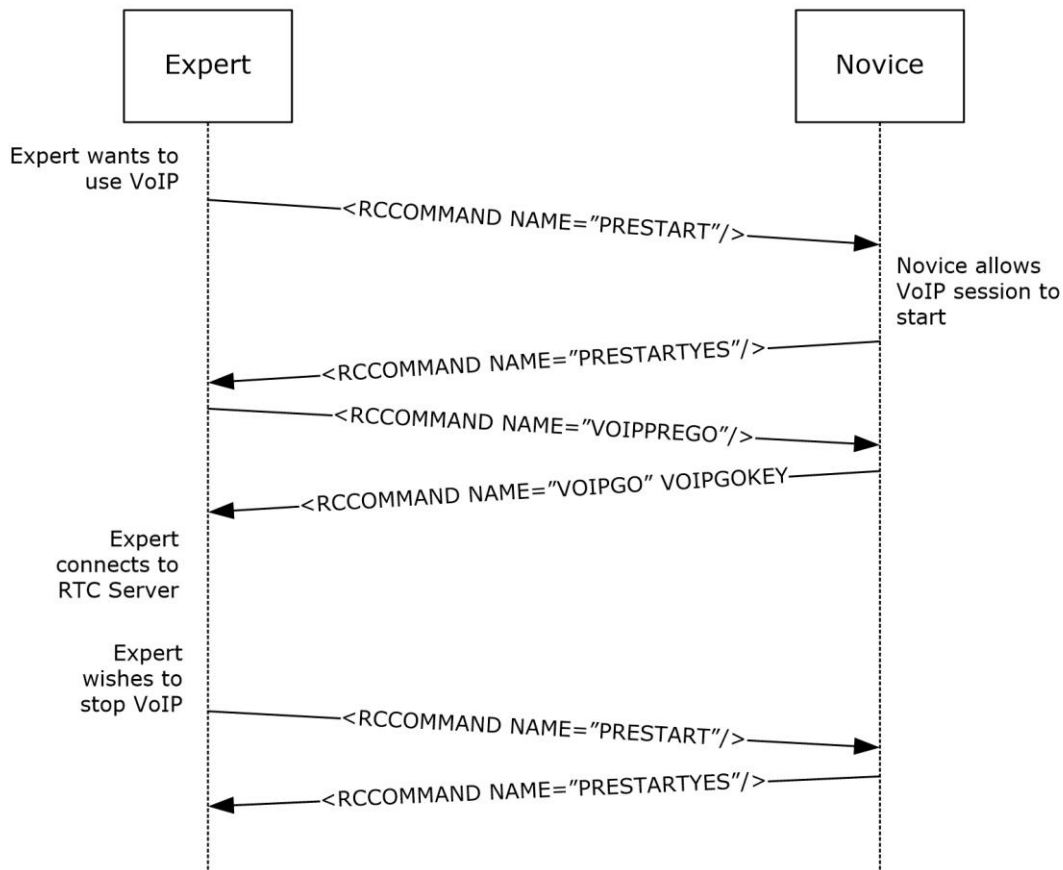 Expert
Novice
Expert wants to
use VoIP
<RCCOMMAND NAME=”PRESTART”/>
Novice allows
VoIP session to
start
<RCCOMMAND NAME=”PRESTARTYES”/>
<RCCOMMAND NAME=”VOIPPREGO”/>
<RCCOMMAND NAME=”VOIPGO” VOIPGOKEY
Expert
connects to
RTC Server
Expert
wishes to
stop VoIP
<RCCOMMAND NAME=”PRESTART”/>
<RCCOMMAND NAME=”PRESTARTYES”/>